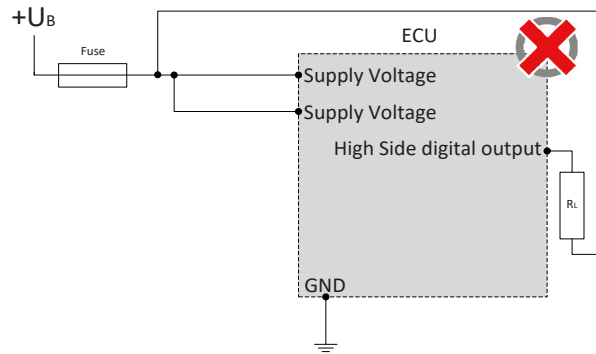 +UB
Fuse
ECU
Supply Voltage
Supply Voltage
High Side digital output
RL
GND